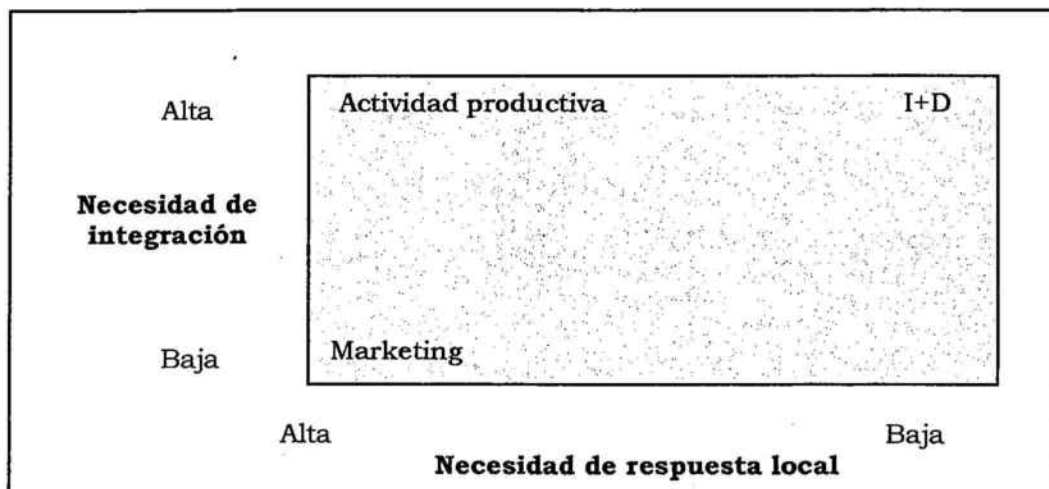 Alta
Actividad productiva
I+D
Necesidad de
integración
Baja
Marketing
Alta
Baja
Necesidad de respuesta local